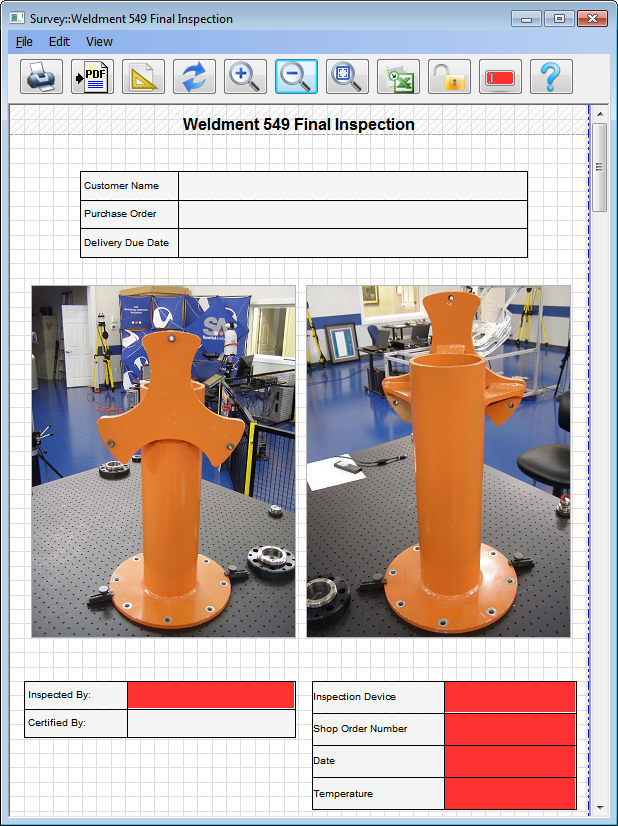 Survey::Weldment 549 Final Inspection
File Edit View
PDF
Weldment 549 Final Inspection
Customer Name
Purchase Order
Delivery Due Date
SA
Inspected By:
Certified By:
Inspection Device
Shop Order Number
Date
Temperature